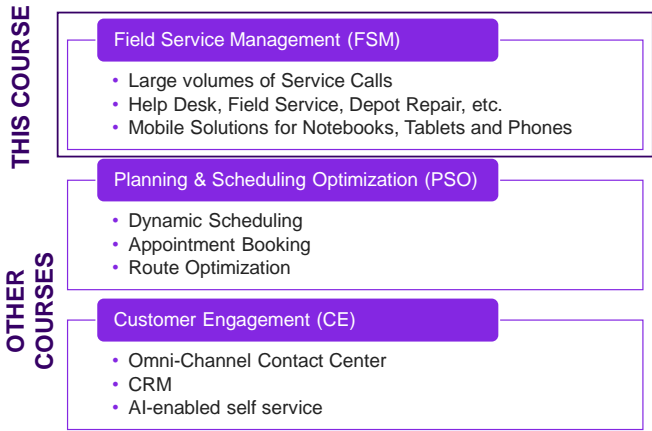 THIS COURSE
Field Service Management (FSM)
• Large volumes of Service Calls
• Help Desk, Field Service, Depot Repair, etc.
• Mobile Solutions for Notebooks, Tablets and Phones
OTHER
COURSES
Planning & Scheduling Optimization (PSO)
• Dynamic Scheduling
• Appointment Booking
• Route Optimization
Customer Engagement (CE)
• Omni-Channel Contact Center
• CRM
• AI-enabled self service